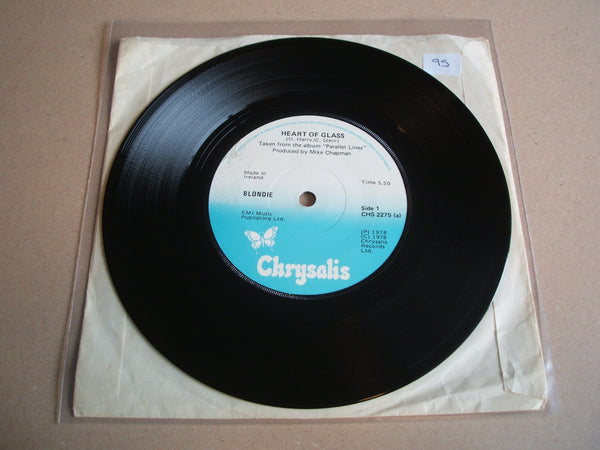 95
HEART OF GLASS
(D. Harry/C. Stein)
Taken from the album "Parallel Lines"
Produced by Mike Chapman
Made in
Ireland
Time 5.50
BLONDIE
Side 1
CHS 2275 (a)
EMI Music
Publishing Ltd.
(P) 1978
(C) 1978
Chrysalis
Records
Ltd.
Chrysalis